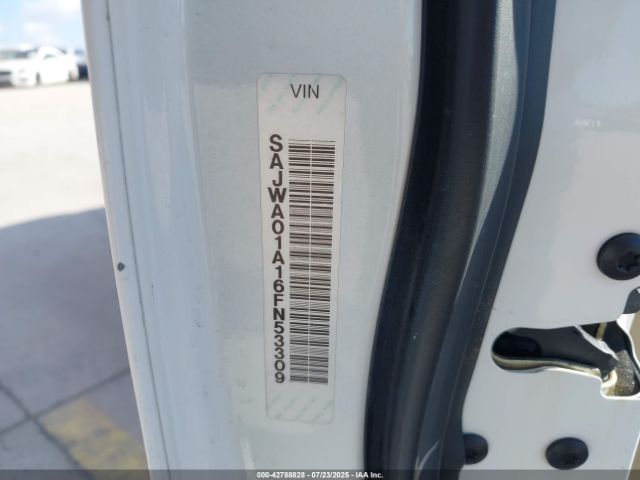 VIN
SAJWA01A16FN53309
000-42788828 - 07/23/2025 - IAA Inc.